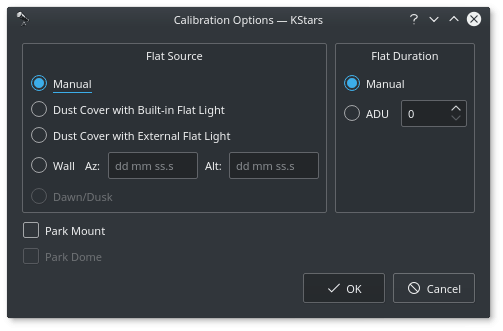 Calibration Options — KStars
Flat Source
Manual
Dust Cover with Built-in Flat Light
Dust Cover with External Flat Light
Wall Az: dd mm ss.s Alt: dd mm ss.s
Dawn/Dusk
Flat Duration
Manual
ADU 0
Park Mount
Park Dome
OK Cancel